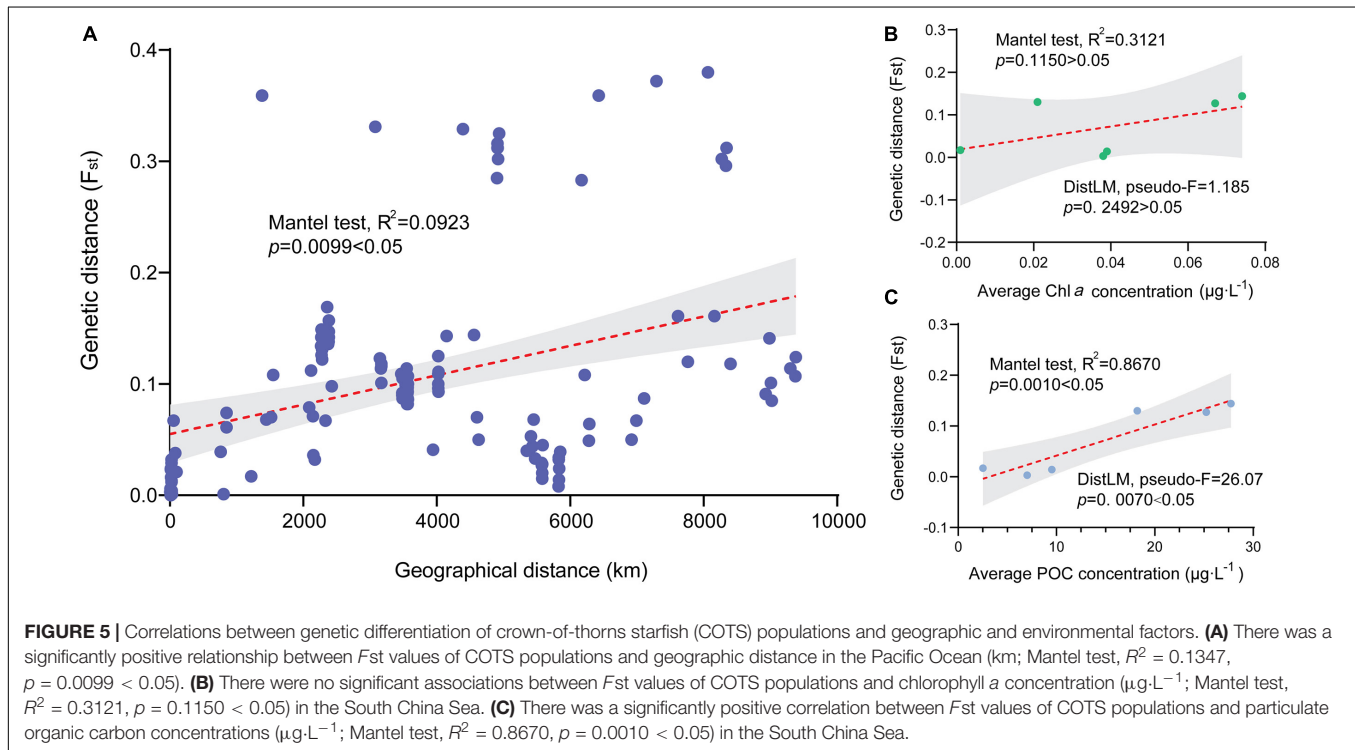 A
Genetic distance (Fst)
0.4
0.3
0.2
0.1
0.0
Mantel test, R²=0.0923
p=0.0099<0.05
0
2000
4000
6000
8000
10000
Geographical distance (km)
B
Genetic distance (Fst)
0.3
0.2
0.1
0.0
-0.1
-0.2
Mantel test, R²=0.3121
p=0.1150>0.05
DistLM, pseudo-F=1.185
p=0. 2492>0.05
0.00
0.02
0.04
0.06
0.08
Average Chl a concentration (µg·L⁻¹)
C
Genetic distance (Fst)
0.3
0.2
0.1
0.0
-0.1
Mantel test, R²=0.8670
p=0.0010<0.05
DistLM, pseudo-F=26.07
p=0. 0070<0.05
0
10
20
30
Average POC concentration (µg·L⁻¹)
FIGURE 5 | Correlations between genetic differentiation of crown-of-thorns starfish (COTS) populations and geographic and environmental factors. (A) There was a
significantly positive relationship between Fst values of COTS populations and geographic distance in the Pacific Ocean (km; Mantel test, R² = 0.1347,
p = 0.0099 < 0.05). (B) There were no significant associations between Fst values of COTS populations and chlorophyll a concentration (µg·L⁻¹; Mantel test,
R² = 0.3121, p = 0.1150 < 0.05) in the South China Sea. (C) There was a significantly positive correlation between Fst values of COTS populations and particulate
organic carbon concentrations (µg·L⁻¹; Mantel test, R² = 0.8670, p = 0.0010 < 0.05) in the South China Sea.